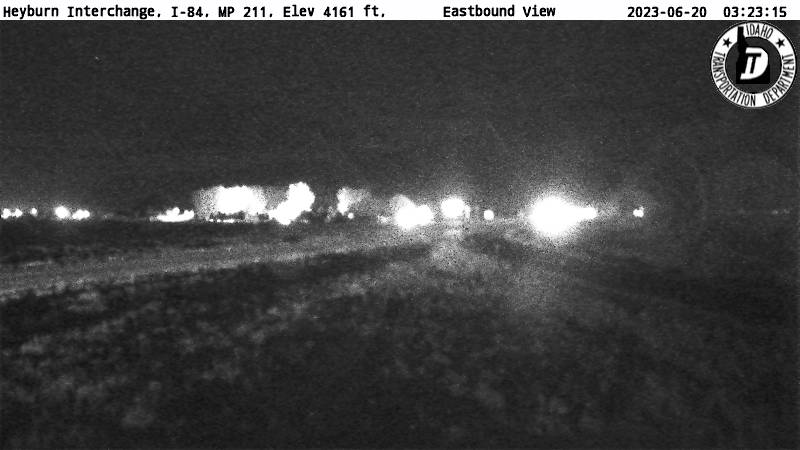 Heyburn Interchange, I-84, MP 211, Elev 4161 ft, Eastbound View 2023-06-20 03:23:15
IDAHO
TRANSPORTATION DEPARTMENT